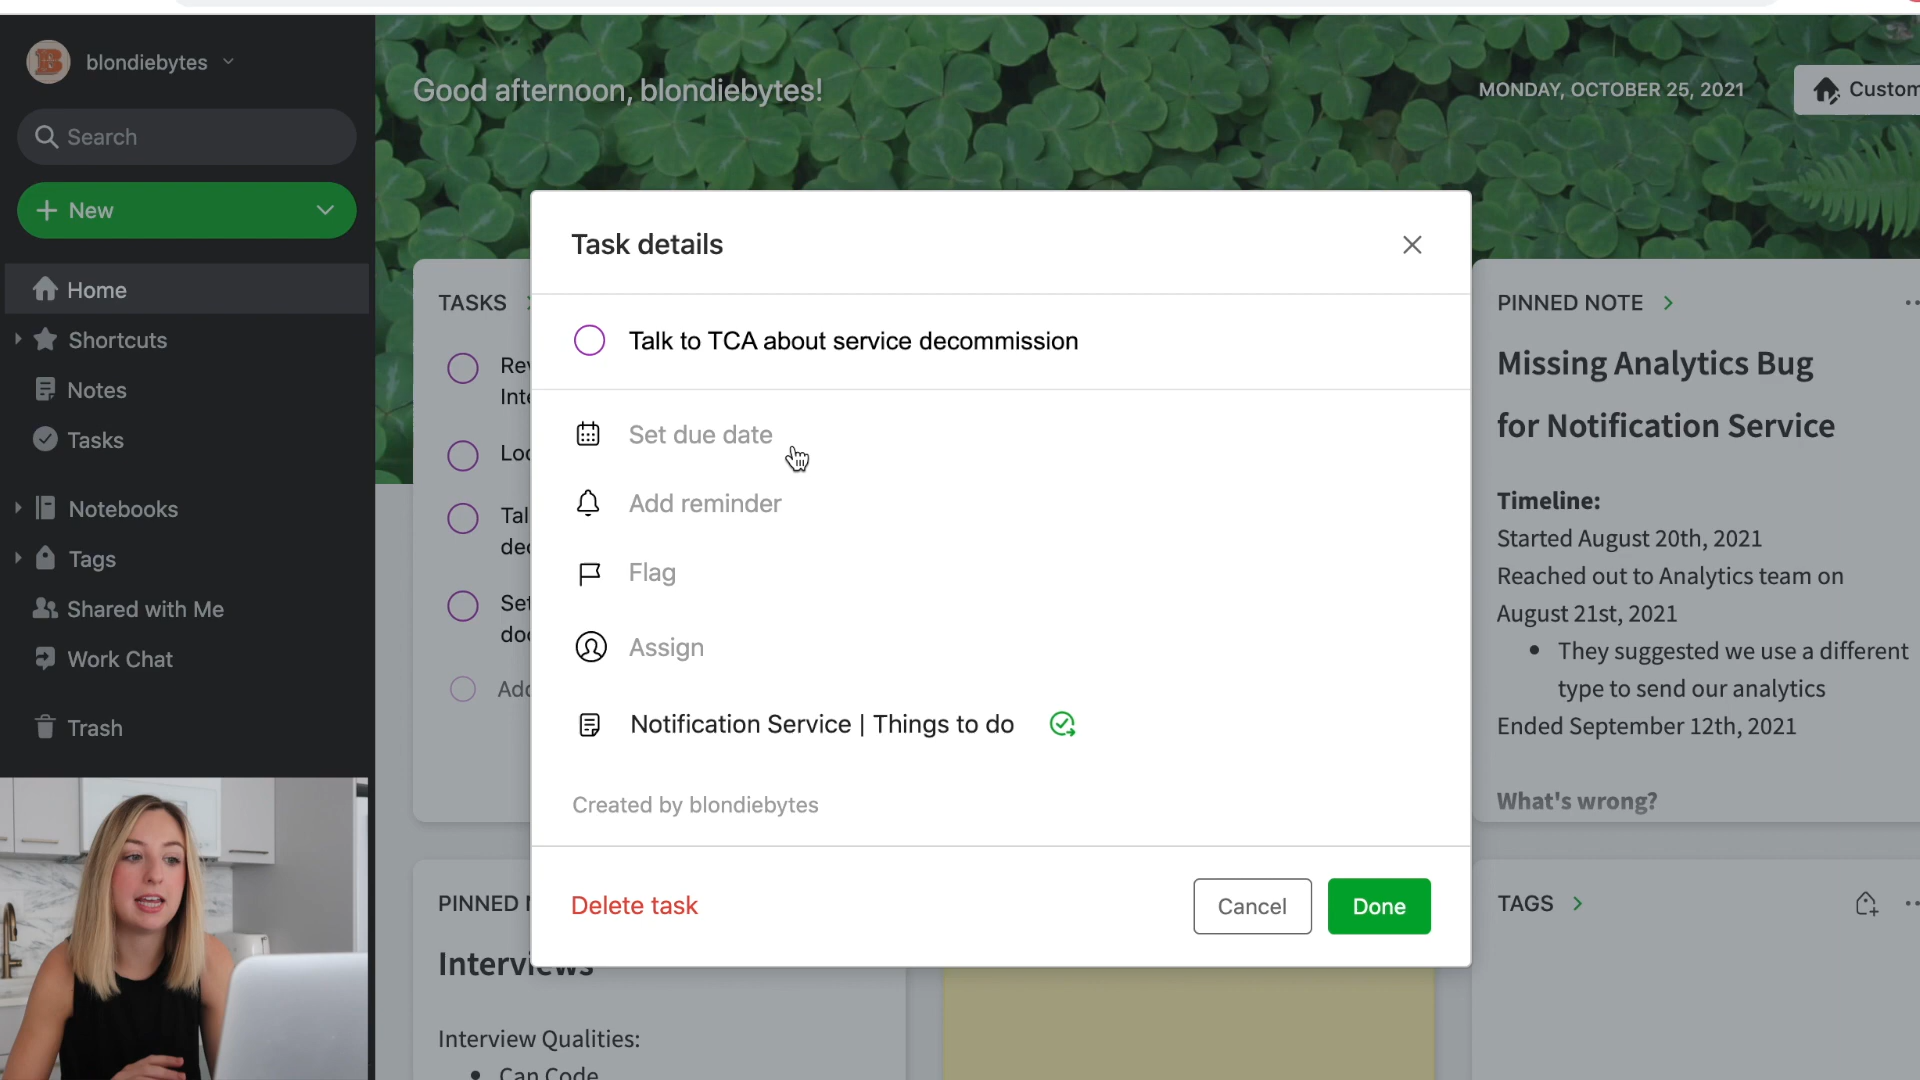 blondiebytes
Search
New
Home
Shortcuts
Notes
Tasks
Notebooks
Tags
Shared with Me
Work Chat
Trash
Good afternoon, blondiebytes!
MONDAY, OCTOBER 25, 2021
TASKS
Task details
Talk to TCA about service decommission
Set due date
Add reminder
Flag
Assign
Notification Service | Things to do
Created by blondiebytes
Delete task
Cancel
Done
PINNED NOTE
Missing Analytics Bug
for Notification Service
Timeline:
Started August 20th, 2021
Reached out to Analytics team on
August 21st, 2021
• They suggested we use a different
type to send our analytics
Ended September 12th, 2021
What's wrong?
PINNED
Interviews
Interview Qualities:
• Can Code
TAGS